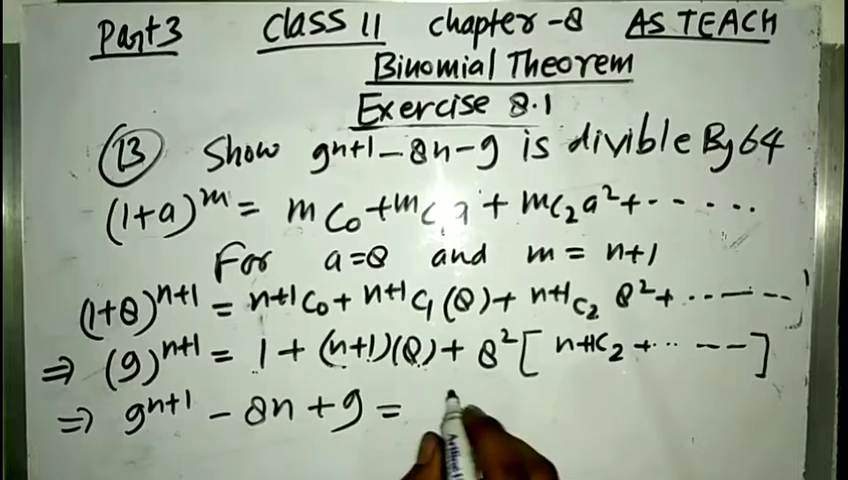 Part 3 Class 11 chapter-8 AS TEACH
Binomial Theorem
Exercise 8.1
(13) Show 9ⁿ⁺¹ - 8n - 9 is divible By 64
(1+a)ᵐ = mC₀ + mC₁a + mC₂a² + ------
For a=8 and m = n+1
(1+8)ⁿ⁺¹ = n+1C₀ + n+1C₁(8) + n+1C₂ 8² + ------
⇒ (9)ⁿ⁺¹ = 1 + (n+1)(8) + 8² [ n+1C₂ + ... --- ]
⇒ 9ⁿ⁺¹ - 8n + 9 =